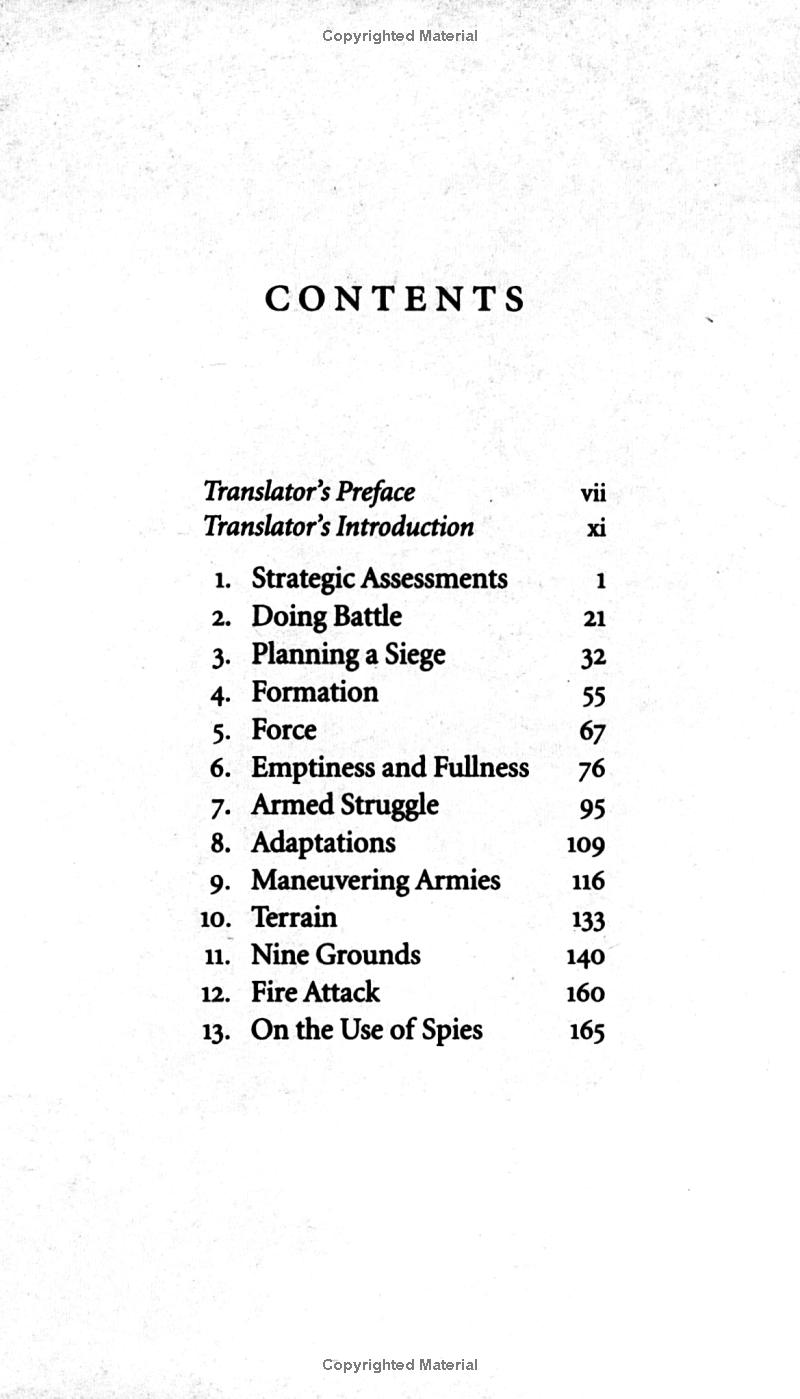 Copyrighted Material
CONTENTS
Translator's Preface vii
Translator's Introduction xi
1. Strategic Assessments 1
2. Doing Battle 21
3. Planning a Siege 32
4. Formation 55
5. Force 67
6. Emptiness and Fullness 76
7. Armed Struggle 95
8. Adaptations 109
9. Maneuvering Armies 116
10. Terrain 133
11. Nine Grounds 140
12. Fire Attack 160
13. On the Use of Spies 165
Copyrighted Material